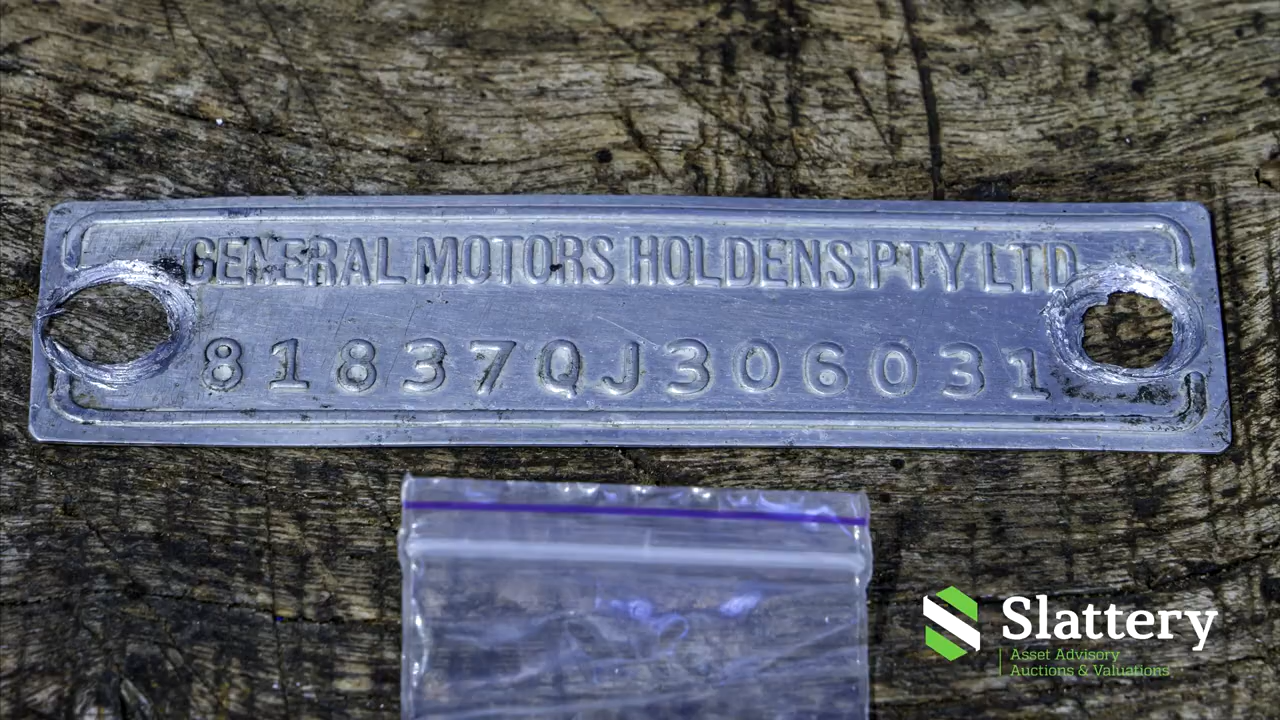 GENERAL MOTORS HOLDENS PTY LTD
81837QJ306031
Slattery
Asset Advisory
Auctions & Valuations